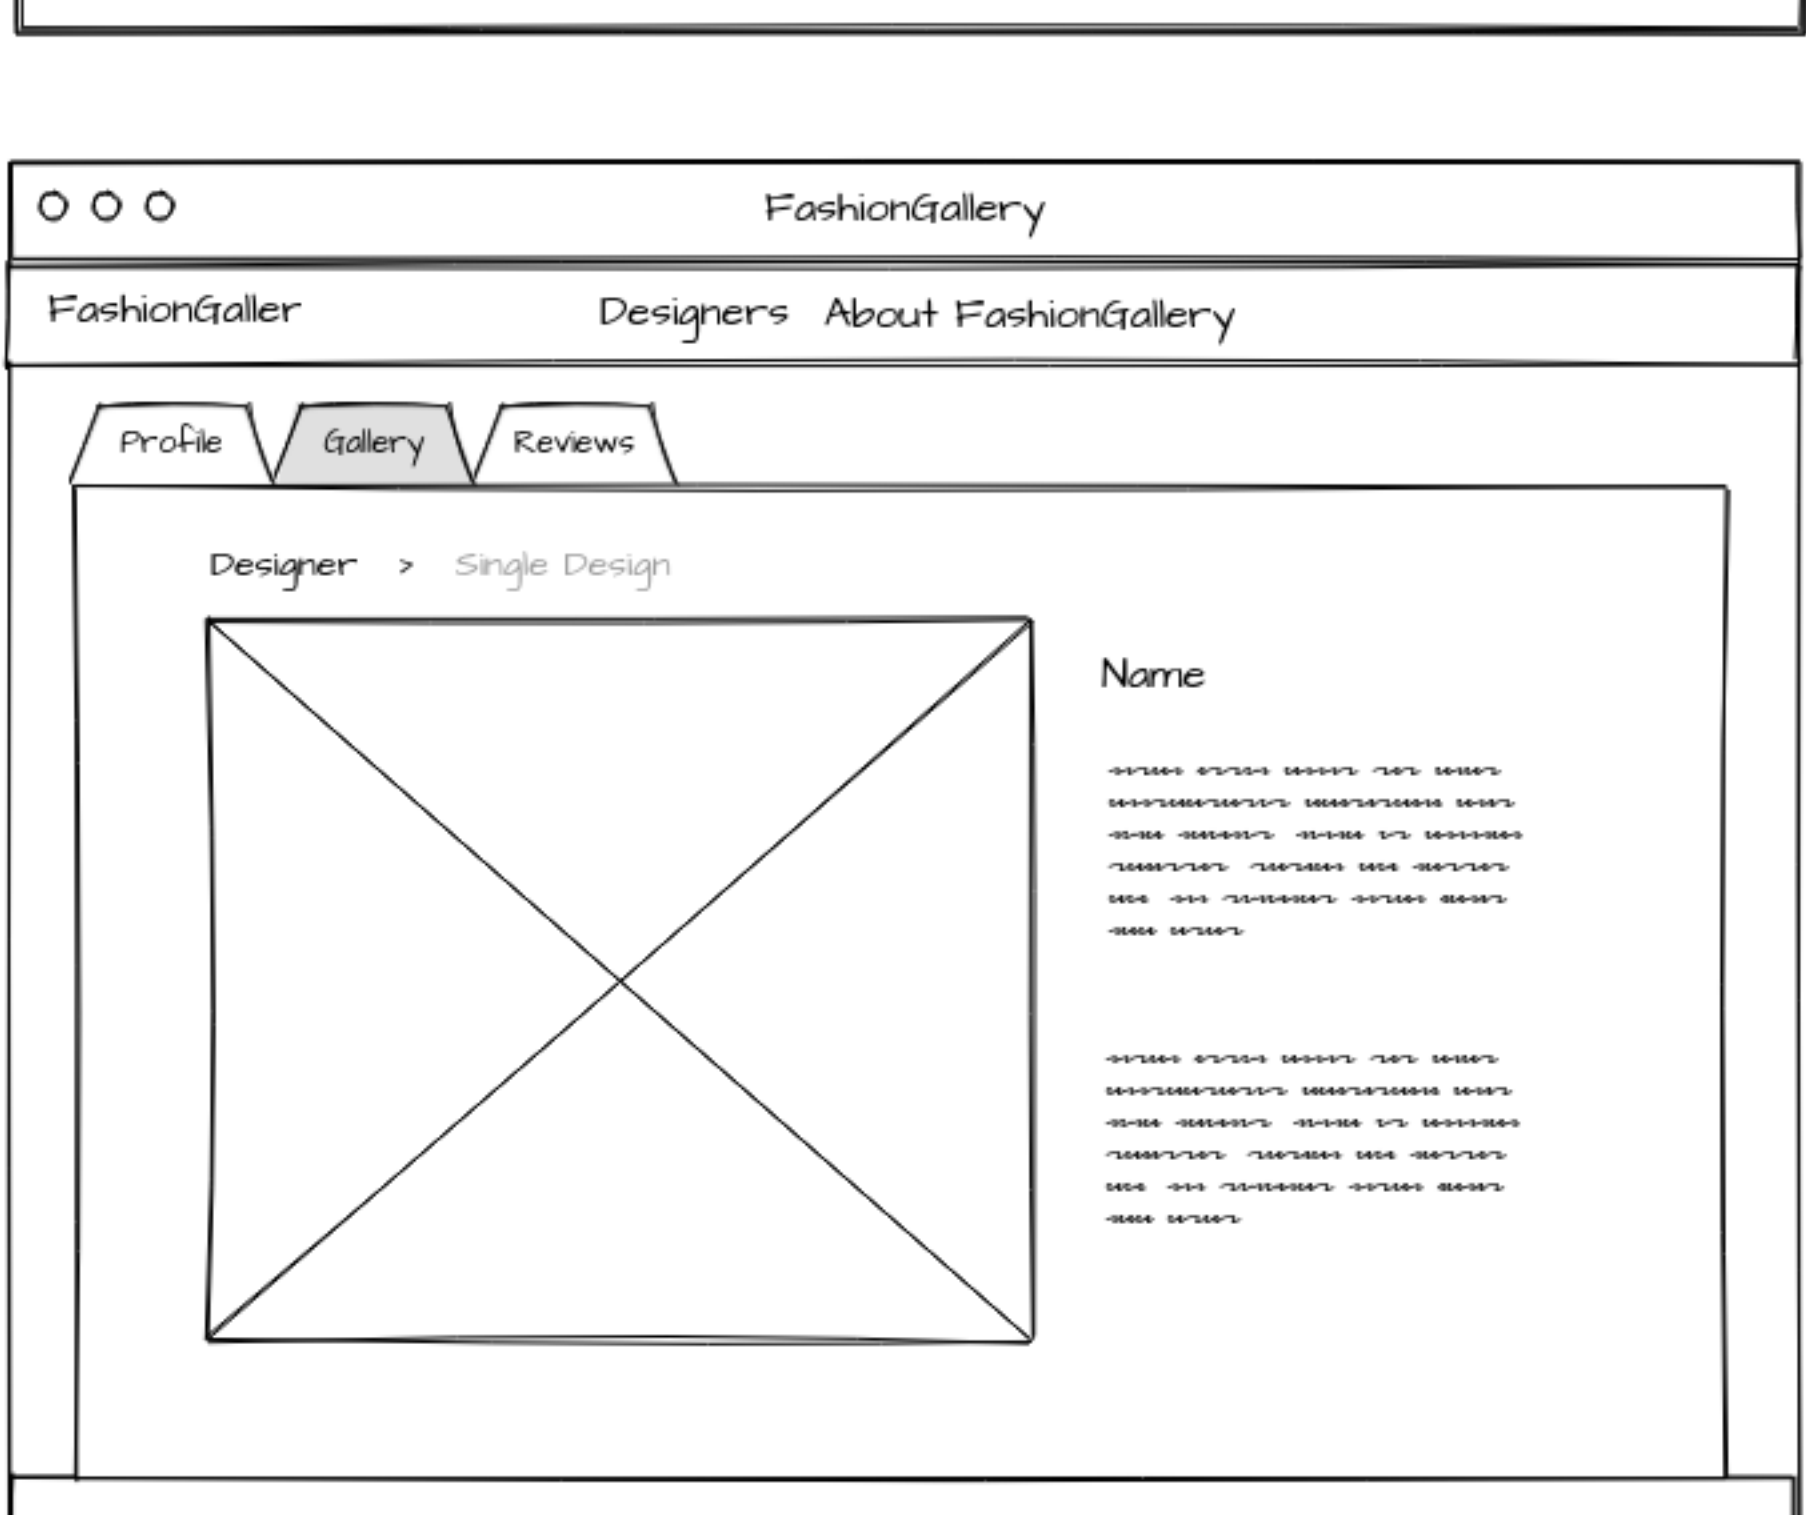 FashionGallery
FashionGaller Designers About FashionGallery
Profile Gallery Reviews
Designer > Single Design
Name